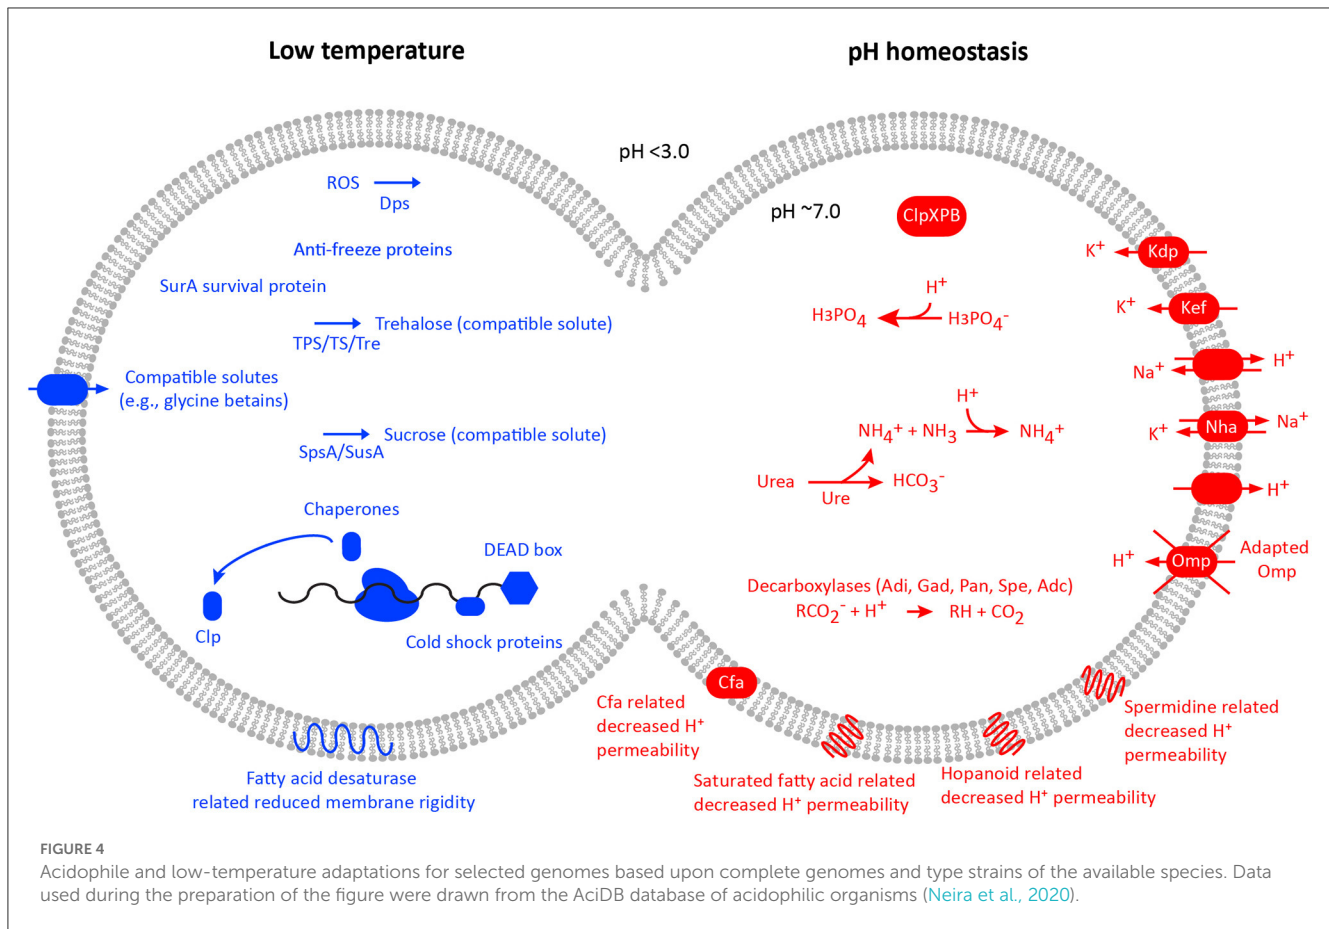 Low temperature
pH homeostasis
pH <3.0
pH ~7.0
ROS
Dps
Anti-freeze proteins
SurA survival protein
Trehalose (compatible solute)
TPS/TS/Tre
Compatible solutes
(e.g., glycine betains)
Sucrose (compatible solute)
SpsA/SusA
Chaperones
DEAD box
Clp
Cold shock proteins
Fatty acid desaturase
related reduced membrane rigidity
ClpXPB
H⁺
H3PO₄
H3PO₄⁻
H⁺
NH₄⁺ + NH₃
NH₄⁺
Urea
Ure
HCO₃⁻
Decarboxylases (Adi, Gad, Pan, Spe, Adc)
RCO₂⁻ + H⁺
RH + CO₂
K⁺
Kdp
K⁺
Kef
Na⁺
H⁺
K⁺
Nha
Na⁺
H⁺
H⁺
Omp
Adapted
Omp
Cfa
Cfa related
decreased H⁺
permeability
Saturated fatty acid related
decreased H⁺ permeability
Hopanoid related
decreased H⁺ permeability
Spermidine related
decreased H⁺
permeability
FIGURE 4
Acidophile and low-temperature adaptations for selected genomes based upon complete genomes and type strains of the available species. Data
used during the preparation of the figure were drawn from the AciDB database of acidophilic organisms (Neira et al., 2020).